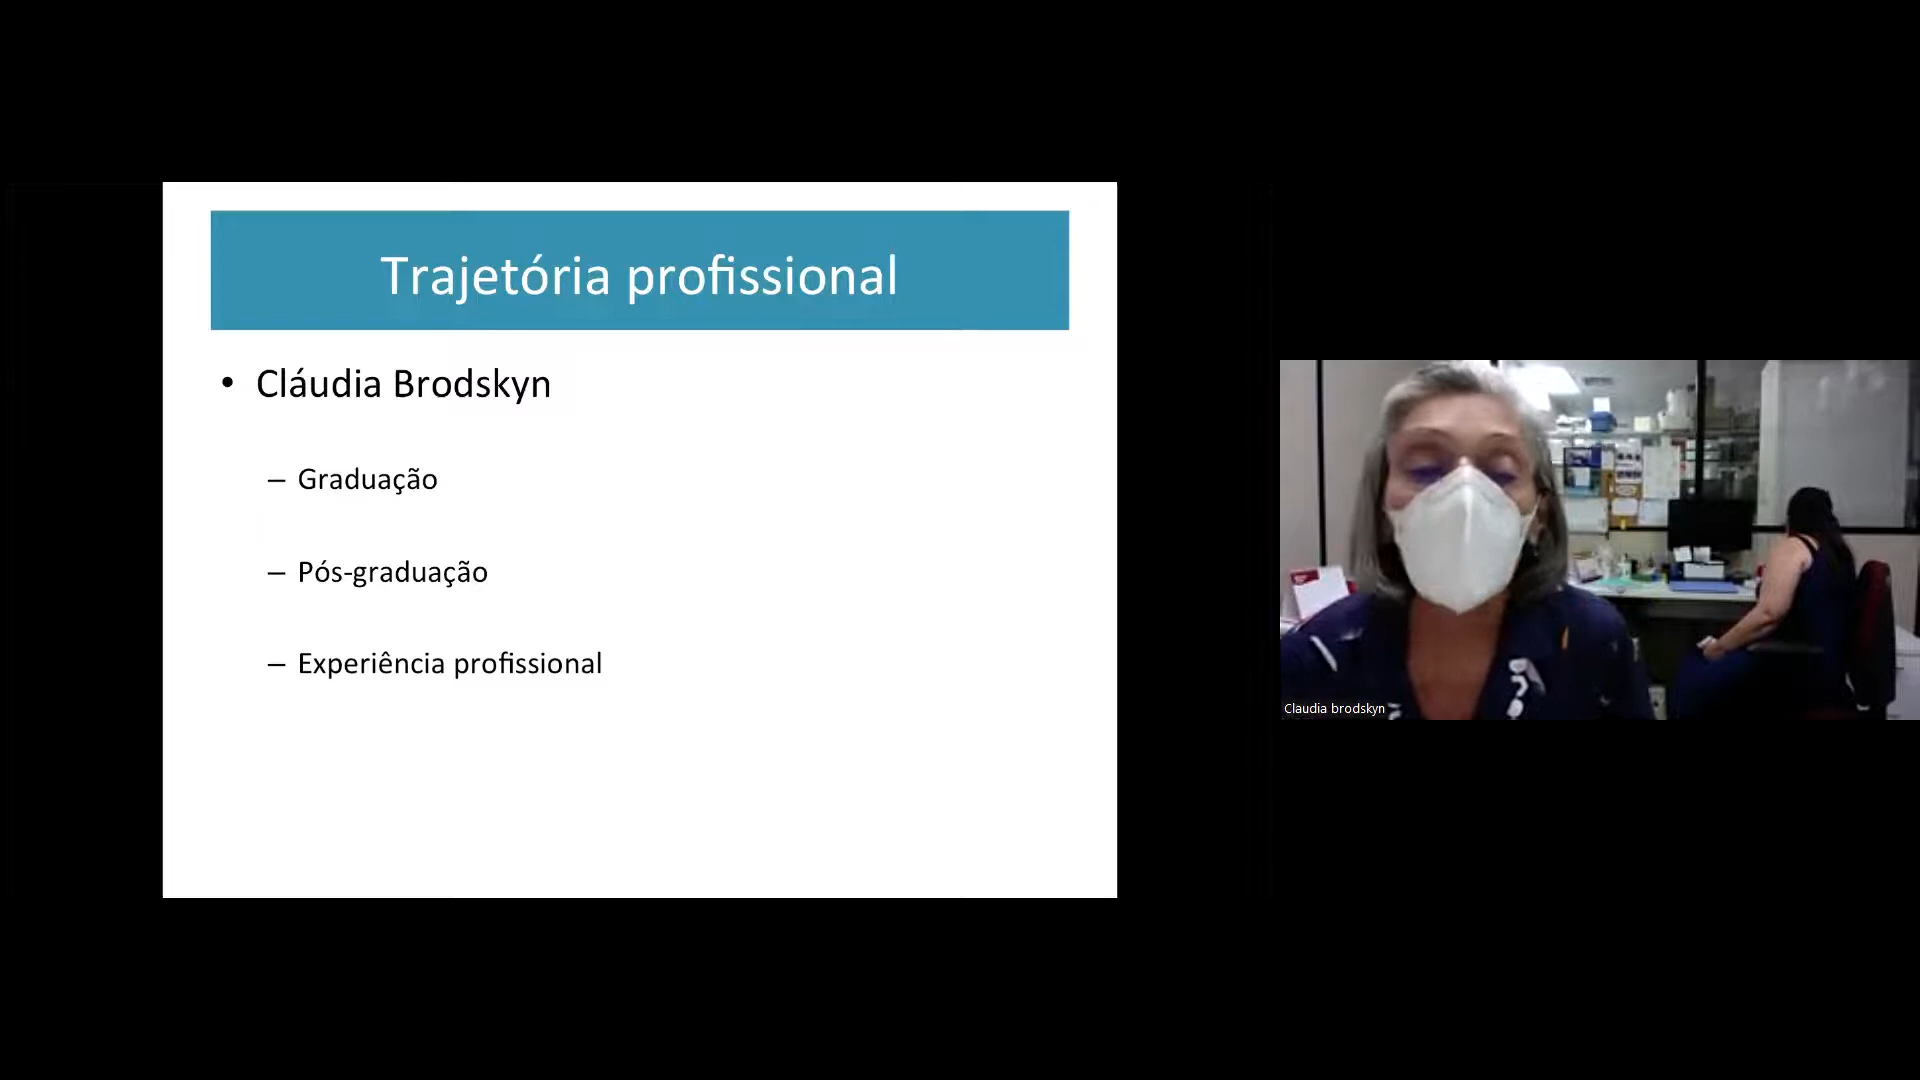 Trajetória profissional
• Cláudia Brodskyn
– Graduação
– Pós-graduação
– Experiência profissional
Claudia brodskyn